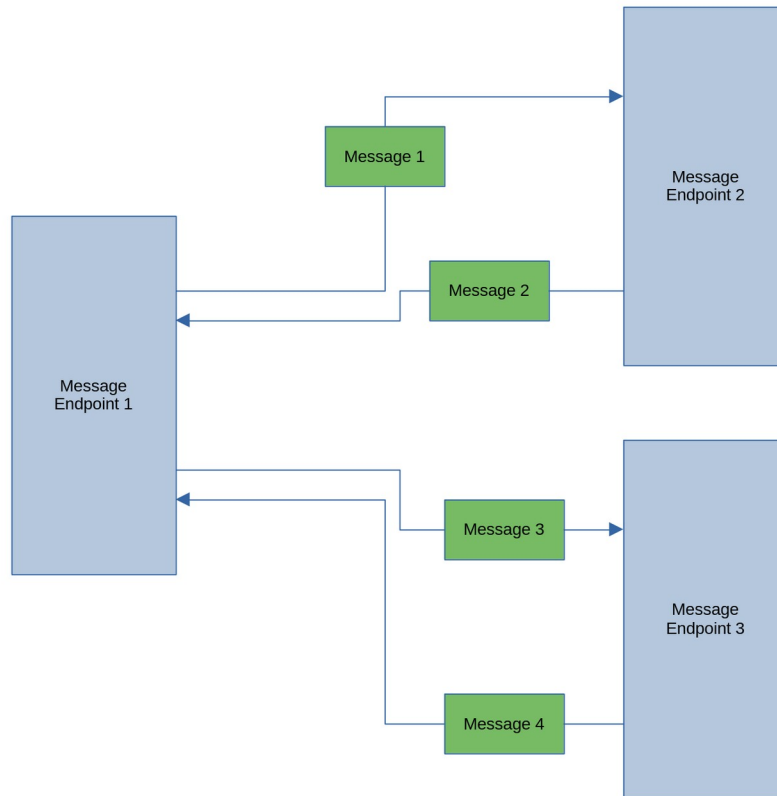 Message 1
Message
Endpoint 2
Message 2
Message
Endpoint 1
Message 3
Message
Endpoint 3
Message 4